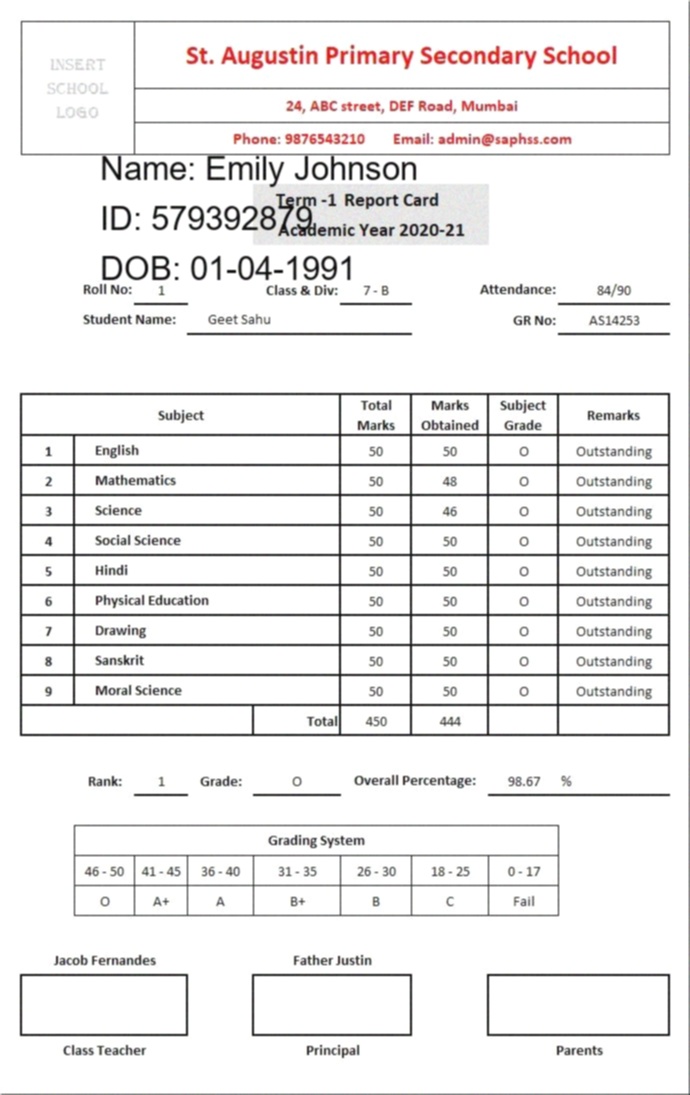 INSERT
SCHOOL
LOGO
St. Augustin Primary Secondary School
24, ABC street, DEF Road, Mumbai
Phone: 9876543210 Email: admin@saphss.com
Name: Emily Johnson
Term -1 Report Card
ID: 579392879
Academic Year 2020-21
DOB: 01-04-1991
Roll No: 1 Class & Div: 7 - B Attendance: 84/90
Student Name: Geet Sahu GR No: AS14253
Subject Total Marks Marks Obtained Subject Grade Remarks
1 English 50 50 O Outstanding
2 Mathematics 50 48 O Outstanding
3 Science 50 46 O Outstanding
4 Social Science 50 50 O Outstanding
5 Hindi 50 50 O Outstanding
6 Physical Education 50 50 O Outstanding
7 Drawing 50 50 O Outstanding
8 Sanskrit 50 50 O Outstanding
9 Moral Science 50 50 O Outstanding
Total 450 444
Rank: 1 Grade: O Overall Percentage: 98.67 %
Grading System
46 - 50 41 - 45 36 - 40 31 - 35 26 - 30 18 - 25 0 - 17
O A+ A B+ B C Fail
Jacob Fernandes Father Justin
Class Teacher Principal Parents